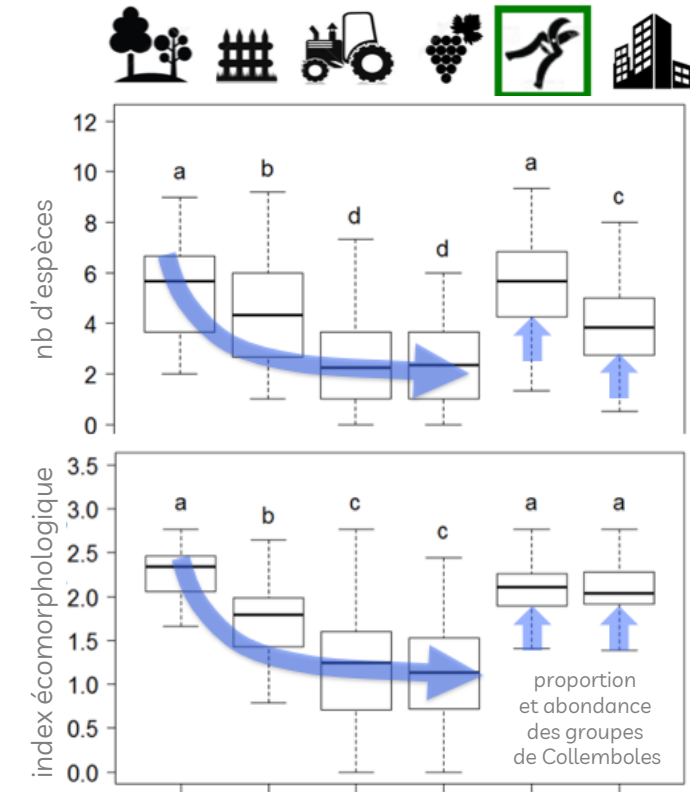 nb d'espèces
12
10
8
6
4
2
0
a
b
d
d
a
c
index écomorphologique
3.5
3.0
2.5
2.0
1.5
1.0
0.5
0.0
a
b
c
c
a
a
proportion
et abondance
des groupes
de Collemboles